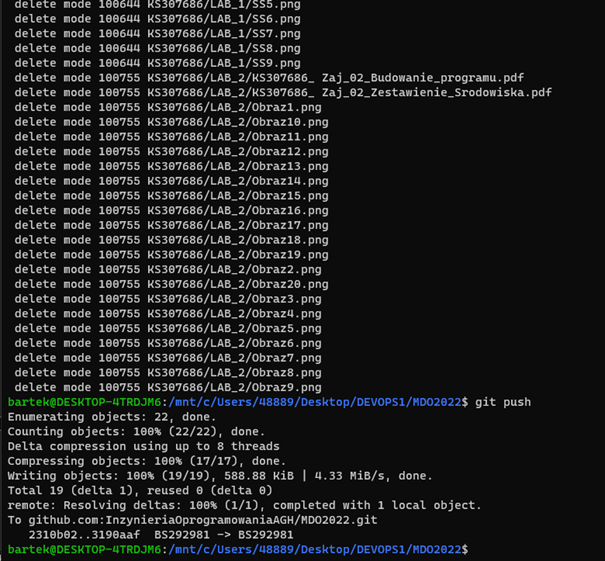 delete mode 100644 KS307686/LAB_1/SS5.png
delete mode 100644 KS307686/LAB_1/SS6.png
delete mode 100644 KS307686/LAB_1/SS7.png
delete mode 100644 KS307686/LAB_1/SS8.png
delete mode 100644 KS307686/LAB_1/SS9.png
delete mode 100755 KS307686/LAB_2/KS307686_ Zaj_02_Budowanie_programu.pdf
delete mode 100755 KS307686/LAB_2/KS307686_ Zaj_02_Zestawienie_Srodowiska.pdf
delete mode 100755 KS307686/LAB_2/Obraz1.png
delete mode 100755 KS307686/LAB_2/Obraz10.png
delete mode 100755 KS307686/LAB_2/Obraz11.png
delete mode 100755 KS307686/LAB_2/Obraz12.png
delete mode 100755 KS307686/LAB_2/Obraz13.png
delete mode 100755 KS307686/LAB_2/Obraz14.png
delete mode 100755 KS307686/LAB_2/Obraz15.png
delete mode 100755 KS307686/LAB_2/Obraz16.png
delete mode 100755 KS307686/LAB_2/Obraz17.png
delete mode 100755 KS307686/LAB_2/Obraz18.png
delete mode 100755 KS307686/LAB_2/Obraz19.png
delete mode 100755 KS307686/LAB_2/Obraz2.png
delete mode 100755 KS307686/LAB_2/Obraz20.png
delete mode 100755 KS307686/LAB_2/Obraz3.png
delete mode 100755 KS307686/LAB_2/Obraz4.png
delete mode 100755 KS307686/LAB_2/Obraz5.png
delete mode 100755 KS307686/LAB_2/Obraz6.png
delete mode 100755 KS307686/LAB_2/Obraz7.png
delete mode 100755 KS307686/LAB_2/Obraz8.png
delete mode 100755 KS307686/LAB_2/Obraz9.png
bartek@DESKTOP-4TRDJM6:/mnt/c/Users/48889/Desktop/DEVOPS1/MDO2022$ git push
Enumerating objects: 22, done.
Counting objects: 100% (22/22), done.
Delta compression using up to 8 threads
Compressing objects: 100% (17/17), done.
Writing objects: 100% (19/19), 588.88 KiB | 4.33 MiB/s, done.
Total 19 (delta 1), reused 0 (delta 0)
remote: Resolving deltas: 100% (1/1), completed with 1 local object.
To github.com:InzynieriaOprogramowaniaAGH/MDO2022.git
2310b02..3190aaf  BS292981 -> BS292981
bartek@DESKTOP-4TRDJM6:/mnt/c/Users/48889/Desktop/DEVOPS1/MDO2022$